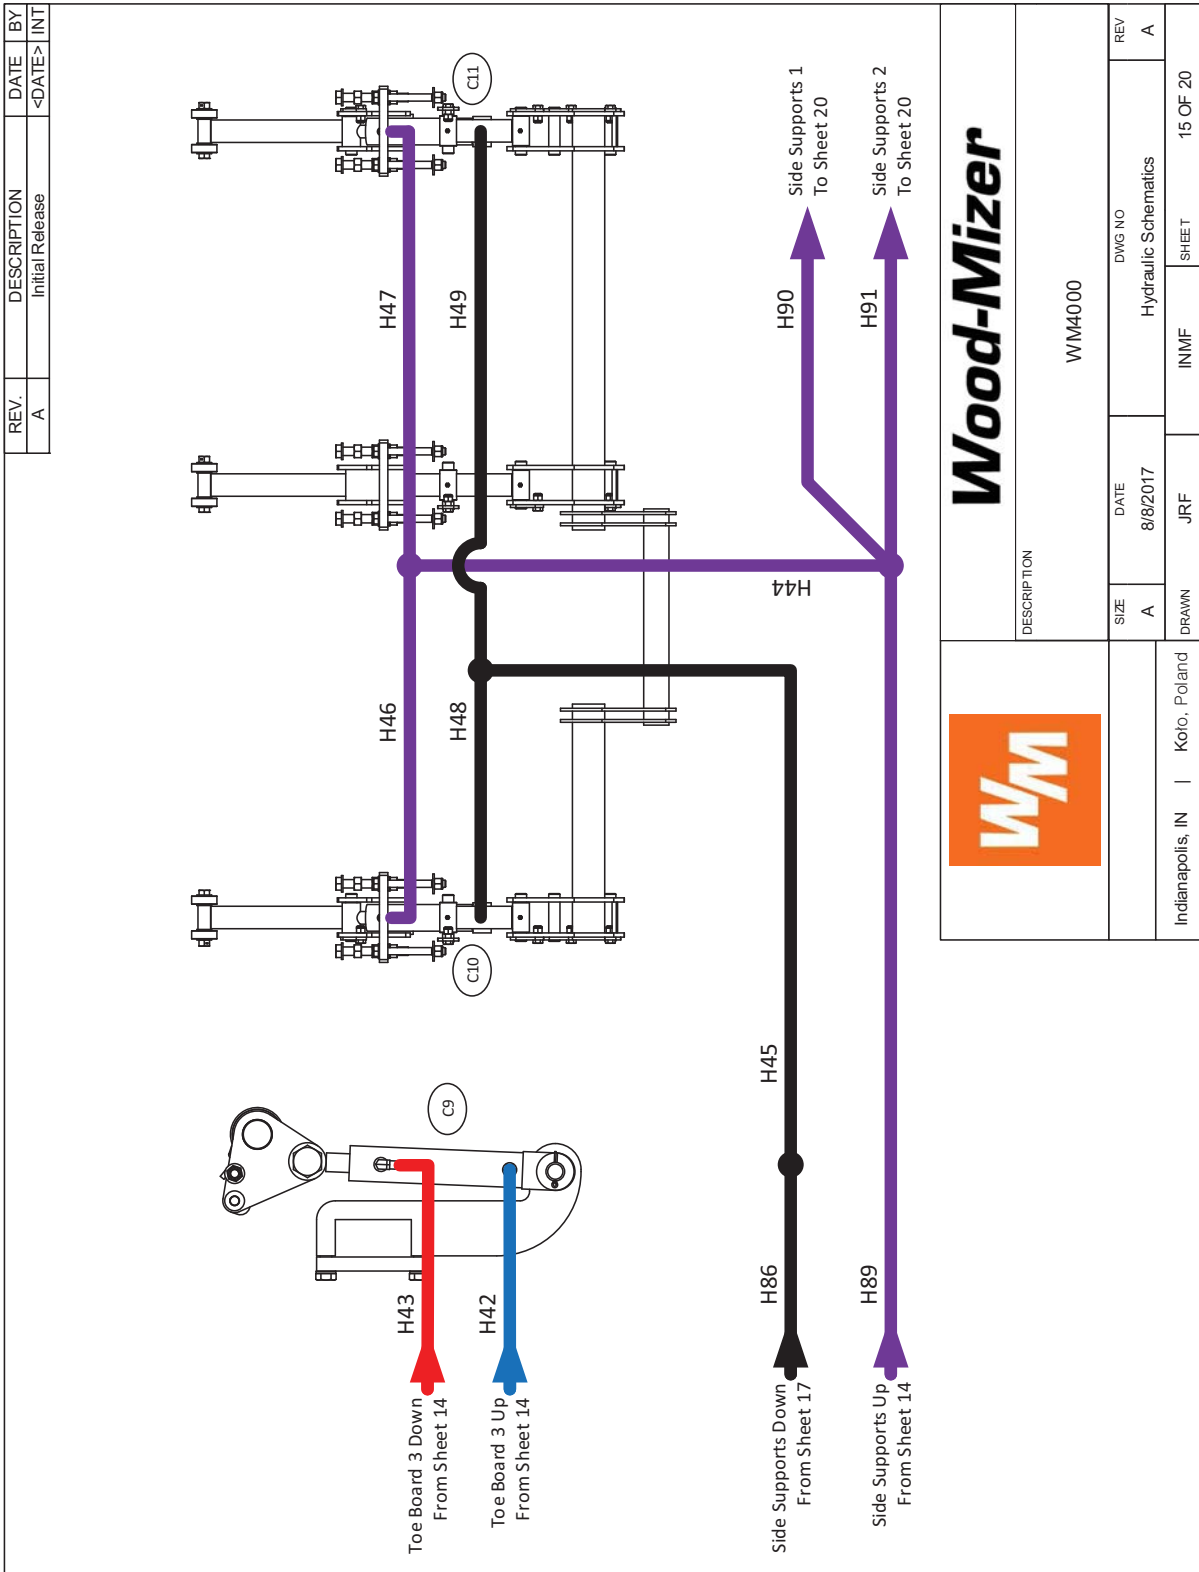 REV.
DESCRIPTION
DATE
BY
A
Initial Release
<DATE>
INT
C11
H47
H49
Side Supports 1
To Sheet 20
Side Supports 2
To Sheet 20
H90
H91
H44
H46
H48
C10
C9
H45
H43
H42
H86
H89
Toe Board 3 Down
From Sheet 14
Toe Board 3 Up
From Sheet 14
Side Supports Down
From Sheet 17
Side Supports Up
From Sheet 14
WM
Wood-Mizer
DESCRIPTION
WM4000
SIZE
A
DATE
8/8/2017
DWG NO
Hydraulic Schematics
REV
A
Indianapolis, IN | Koło, Poland
DRAWN
JRF
INMF
SHEET
15 OF 20